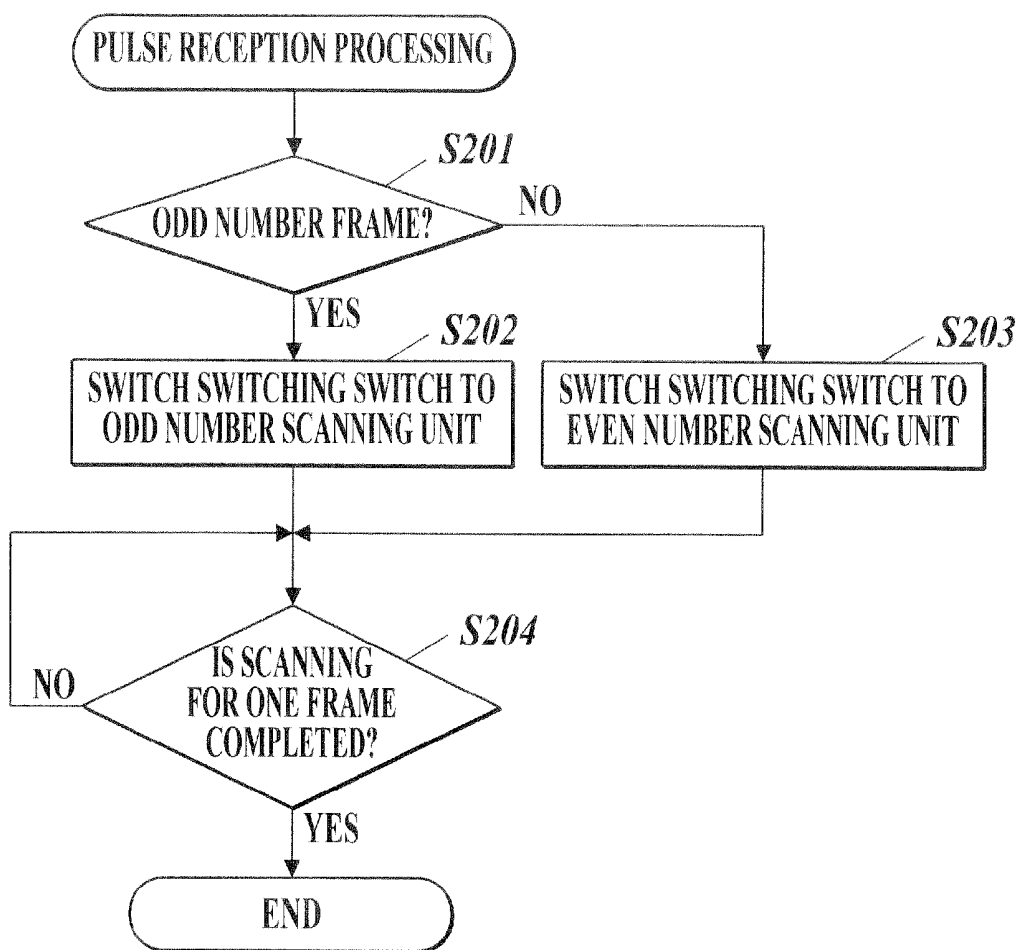 PULSE RECEPTION PROCESSING
S201
ODD NUMBER FRAME?
NO
YES
S202
SWITCH SWITCHING SWITCH TO
ODD NUMBER SCANNING UNIT
S203
SWITCH SWITCHING SWITCH TO
EVEN NUMBER SCANNING UNIT
S204
IS SCANNING
FOR ONE FRAME
COMPLETED?
NO
YES
END